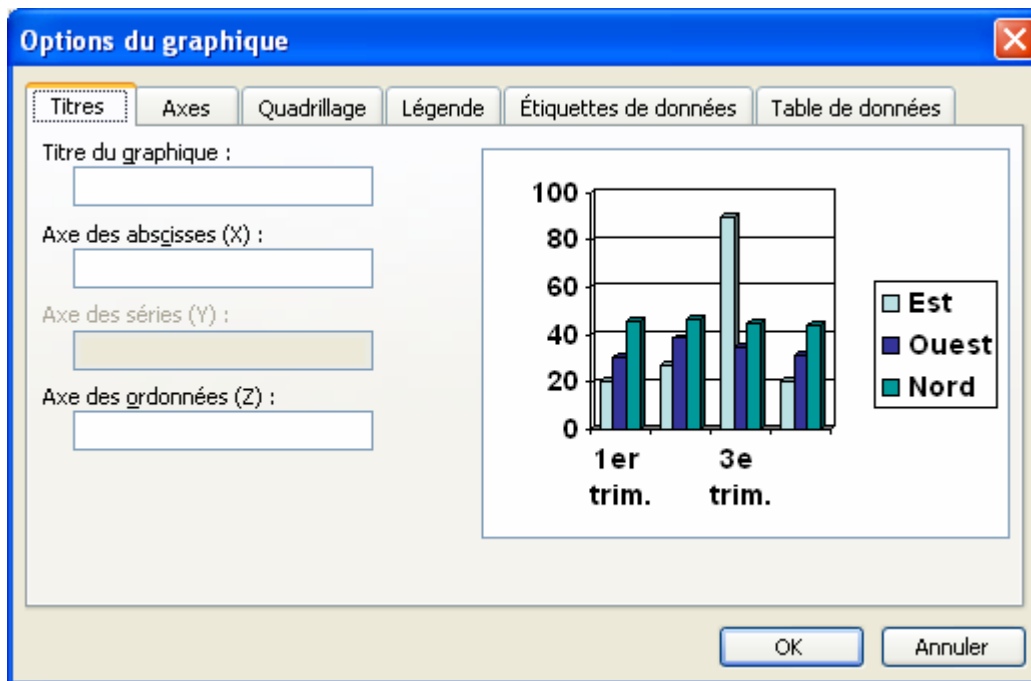 Options du graphique
Titres Axes Quadrillage Légende Étiquettes de données Table de données
Titre du graphique :
Axe des abscisses (X) :
Axe des séries (Y) :
Axe des ordonnées (Z) :
100
80
60
40
20
0
1er trim.
3e trim.
Est
Ouest
Nord
OK Annuler